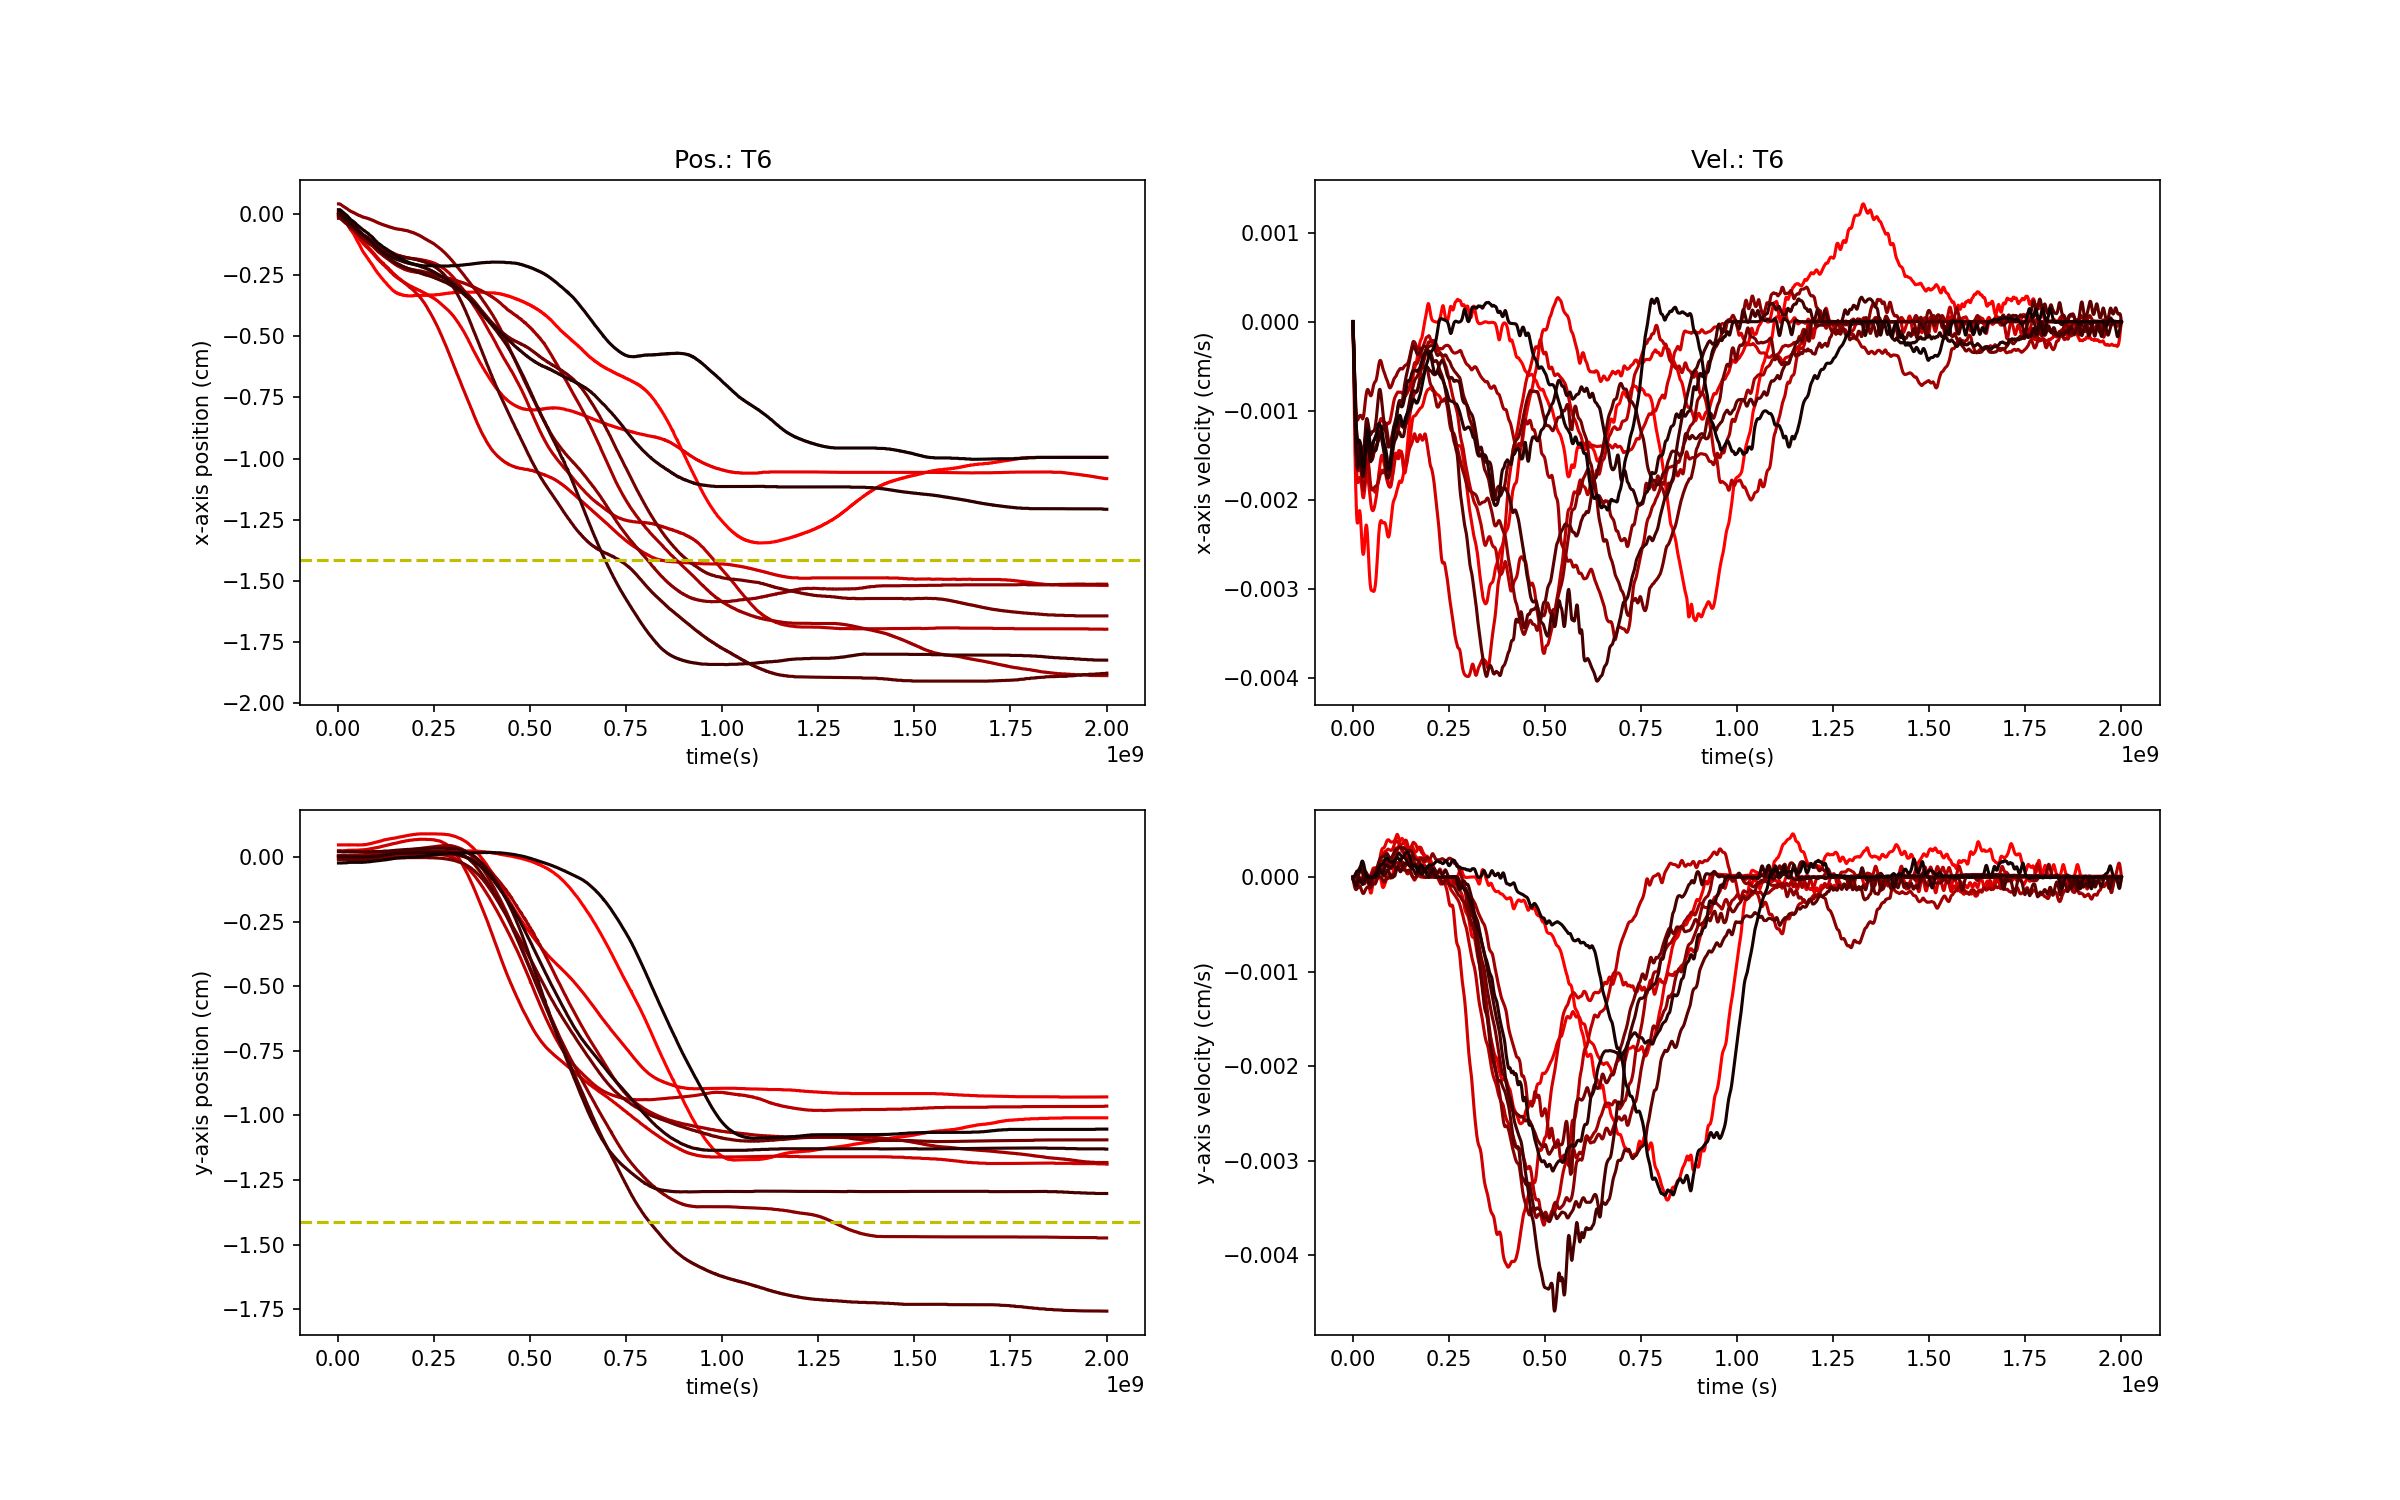 Pos.: T6
x-axis position (cm)
0.00
−0.25
−0.50
−0.75
−1.00
−1.25
−1.50
−1.75
−2.00
0.00 0.25 0.50 0.75 1.00 1.25 1.50 1.75 2.00
time(s)
1e9
Vel.: T6
x-axis velocity (cm/s)
0.001
0.000
−0.001
−0.002
−0.003
−0.004
0.00 0.25 0.50 0.75 1.00 1.25 1.50 1.75 2.00
time(s)
1e9
y-axis position (cm)
0.00
−0.25
−0.50
−0.75
−1.00
−1.25
−1.50
−1.75
0.00 0.25 0.50 0.75 1.00 1.25 1.50 1.75 2.00
time(s)
1e9
y-axis velocity (cm/s)
0.000
−0.001
−0.002
−0.003
−0.004
0.00 0.25 0.50 0.75 1.00 1.25 1.50 1.75 2.00
time (s)
1e9